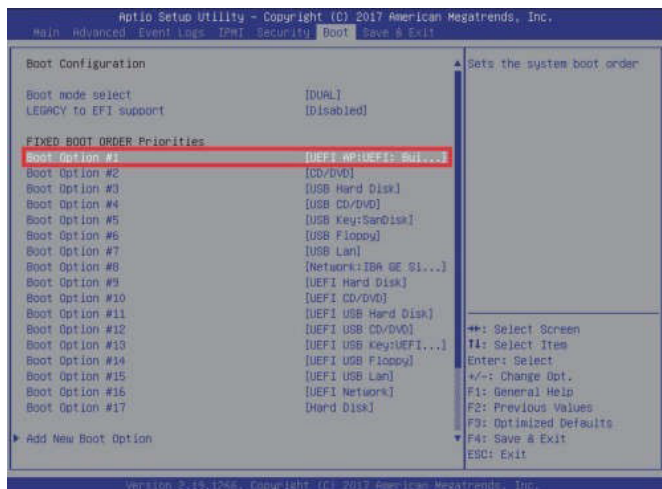 Aptio Setup Utility - Copyright (C) 2017 American Megatrends, Inc.
Main Advanced Event Logs IPMI Security Boot Save & Exit
Boot Configuration
Boot mode select [DUAL]
LEGACY to EFI support [Disabled]
FIXED BOOT ORDER Priorities
Boot Option #1 [UEFI AP:UEFI: Bui...]
Boot Option #2 [CD/DVD]
Boot Option #3 [USB Hard Disk]
Boot Option #4 [USB CD/DVD]
Boot Option #5 [USB Key:SanDisk]
Boot Option #6 [USB Floppy]
Boot Option #7 [USB Lan]
Boot Option #8 [Network:IBA GE Sl...]
Boot Option #9 [UEFI Hard Disk]
Boot Option #10 [UEFI CD/DVD]
Boot Option #11 [UEFI USB Hard Disk]
Boot Option #12 [UEFI USB CD/DVD]
Boot Option #13 [UEFI USB Key:UEFI...]
Boot Option #14 [UEFI USB Floppy]
Boot Option #15 [UEFI USB Lan]
Boot Option #16 [UEFI Network]
Boot Option #17 [Hard Disk]
Add New Boot Option
Sets the system boot order
→←: Select Screen
↑↓: Select Item
Enter: Select
+/-: Change Opt.
F1: General Help
F2: Previous Values
F3: Optimized Defaults
F4: Save & Exit
ESC: Exit
Version 2.19.1266. Copyright (C) 2017 American Megatrends, Inc.